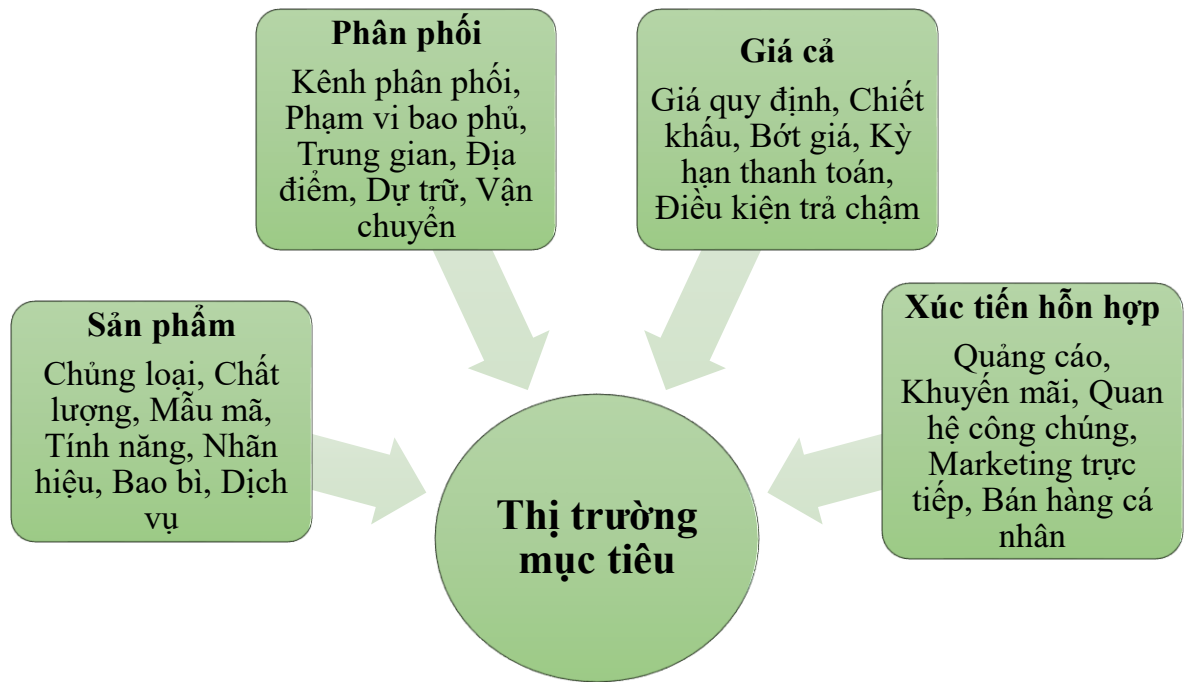 Phân phối
Kênh phân phối,
Phạm vi bao phủ,
Trung gian, Địa
điểm, Dự trữ, Vận
chuyển
Giá cả
Giá quy định, Chiết
khấu, Bớt giá, Kỳ
hạn thanh toán,
Điều kiện trả chậm
Sản phẩm
Chủng loại, Chất
lượng, Mẫu mã,
Tính năng, Nhãn
hiệu, Bao bì, Dịch
vụ
Xúc tiến hỗn hợp
Quảng cáo,
Khuyến mãi, Quan
hệ công chúng,
Marketing trực
tiếp, Bán hàng cá
nhân
Thị trường
mục tiêu